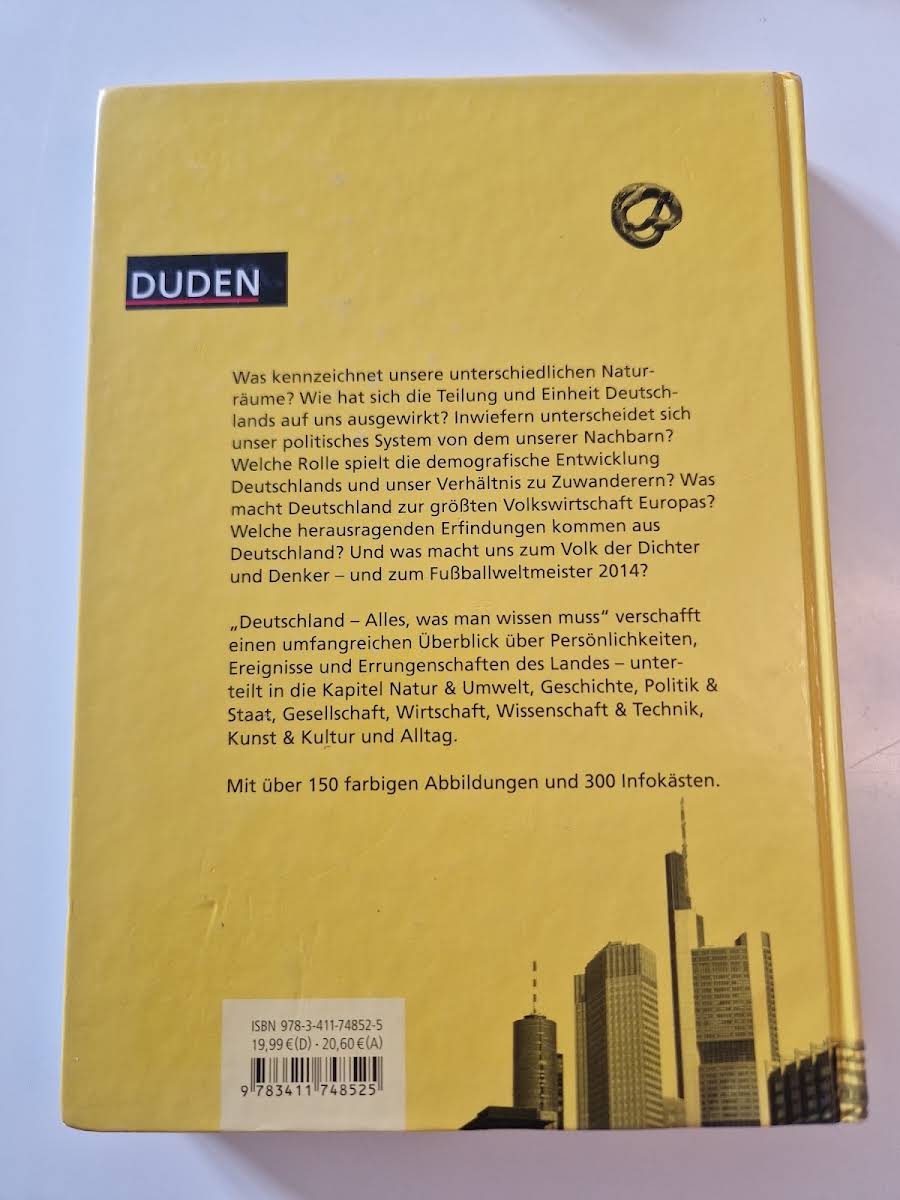 DUDEN
Was kennzeichnet unsere unterschiedlichen Natur-
räume? Wie hat sich die Teilung und Einheit Deutsch-
lands auf uns ausgewirkt? Inwiefern unterscheidet sich
unser politisches System von dem unserer Nachbarn?
Welche Rolle spielt die demografische Entwicklung
Deutschlands und unser Verhältnis zu Zuwanderern? Was
macht Deutschland zur größten Volkswirtschaft Europas?
Welche herausragenden Erfindungen kommen aus
Deutschland? Und was macht uns zum Volk der Dichter
und Denker – und zum Fußballweltmeister 2014?
„Deutschland – Alles, was man wissen muss“ verschafft
einen umfangreichen Überblick über Persönlichkeiten,
Ereignisse und Errungenschaften des Landes – unter-
teilt in die Kapitel Natur & Umwelt, Geschichte, Politik &
Staat, Gesellschaft, Wirtschaft, Wissenschaft & Technik,
Kunst & Kultur und Alltag.
Mit über 150 farbigen Abbildungen und 300 Infokästen.
ISBN 978-3-411-74852-5
19,99 € (D) · 20,60 € (A)
9 783411 748525